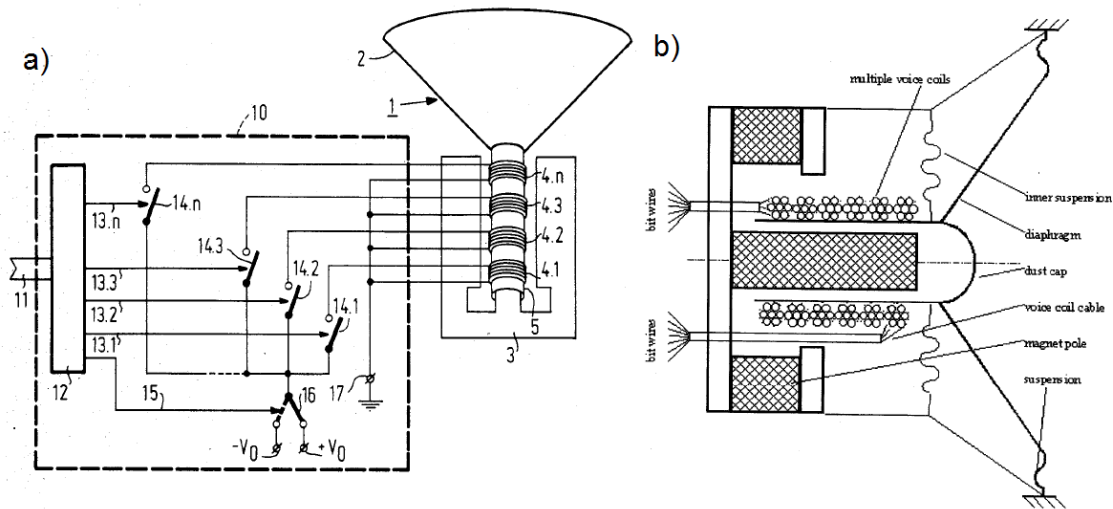 a)
10
2
1
4.n
4.3
4.2
4.1
5
3
14.n
13.n
14.3
14.2
11
13.3
13.2
14.1
13.1
12
15
16
17
-V0
+V0
b)
multiple voice coils
bit wires
inner suspension
diaphragm
dust cap
voice coil cable
bit wires
magnet pole
suspension